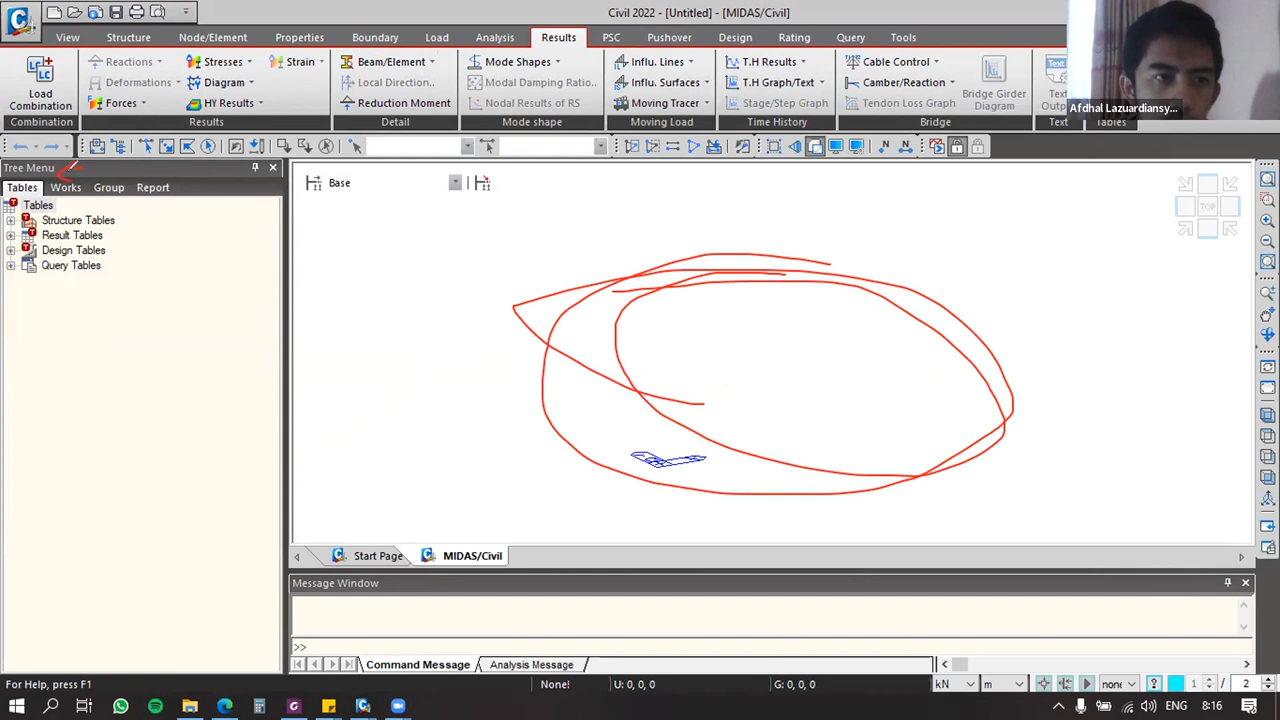 Civil 2022 - [Untitled] - [MIDAS/Civil]
View Structure Node/Element Properties Boundary Load Analysis Results PSC Pushover Design Rating Query Tools
Load
Combination
Reactions
Deformations
Forces
Stresses
Diagram
HY Results
Strain
Beam/Element
Local Direction..
Reduction Moment
Mode Shapes
Modal Damping Ratio..
Nodal Results of RS
Influ. Lines
Influ. Surfaces
Moving Tracer
T.H Results
T.H Graph/Text
Stage/Step Graph
Cable Control
Camber/Reaction
Tendon Loss Graph
Bridge Girder
Diagram
Text
Combination Results Detail Mode shape Moving Load Time History Bridge Text Tables
Afdhal Lazuardiansy...
Tree Menu
Tables Works Group Report
Tables
Structure Tables
Result Tables
Design Tables
Query Tables
Base
TOP
Start Page MIDAS/Civil
Message Window
>>
Command Message Analysis Message
For Help, press F1 None! U: 0, 0, 0 G: 0, 0, 0 kN m none 1 / 2
ENG 8:16